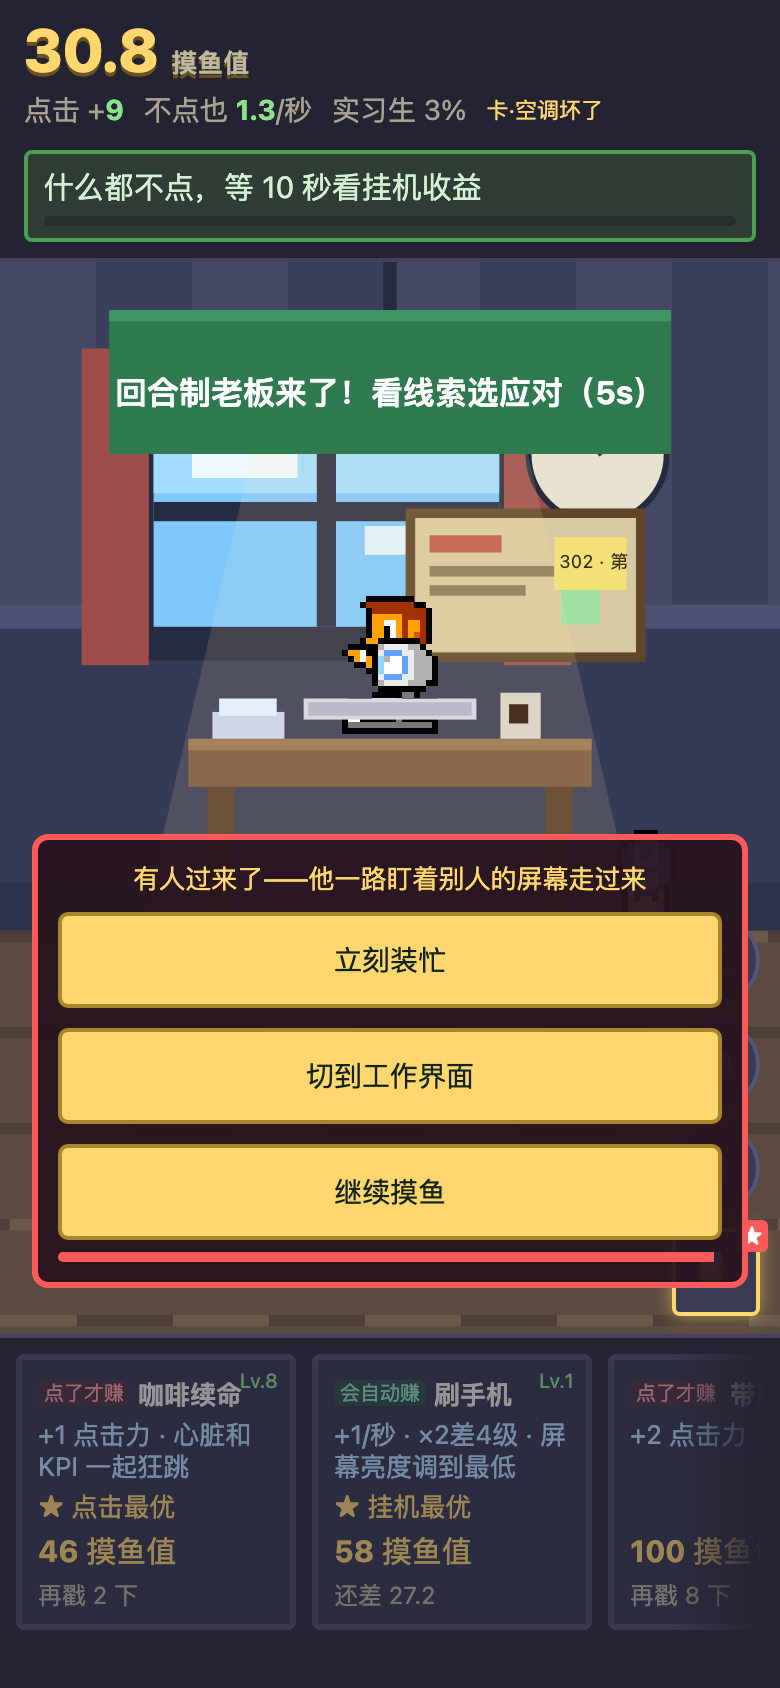 30.8 摸鱼值
点击 +9 不点也 1.3/秒 实习生 3% 卡·空调坏了
什么都不点，等 10 秒看挂机收益
回合制老板来了！看线索选应对（5s）
302 · 第
有人过来了——他一路盯着别人的屏幕走过来
立刻装忙
切到工作界面
继续摸鱼
点了才赚 咖啡续命 Lv.8
+1 点击力 · 心脏和
KPI 一起狂跳
★ 点击最优
46 摸鱼值
再戳 2 下
会自动赚 刷手机 Lv.1
+1/秒 · ×2差4级 · 屏
幕亮度调到最低
★ 挂机最优
58 摸鱼值
还差 27.2
点了才赚 带
+2 点击力
100 摸鱼
再戳 8 下